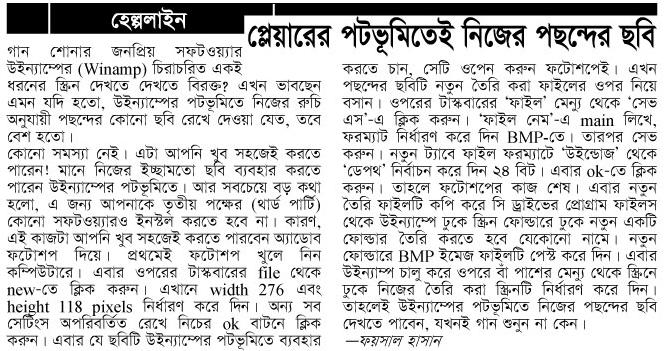 হেল্পলাইন
প্লেয়ারের পটভূমিতেই নিজের পছন্দের ছবি
গান শোনার জনপ্রিয় সফটওয়্যার
উইন্যাম্পের (Winamp) চিরাচরিত একই
ধরনের স্ক্রিন দেখতে দেখতে বিরক্ত? এখন ভাবছেন
এমন যদি হতো, উইন্যাম্পের পটভূমিতে নিজের রুচি
অনুযায়ী পছন্দের কোনো ছবি রেখে দেওয়া যেত, তবে
বেশ হতো।
কোনো সমস্যা নেই। এটা আপনি খুব সহজেই করতে
পারেন! মানে নিজের ইচ্ছামতো ছবি ব্যবহার করতে
পারেন উইন্যাম্পের পটভূমিতে। আর সবচেয়ে বড় কথা
হলো, এ জন্য আপনাকে তৃতীয় পক্ষের (থার্ড পার্টি)
কোনো সফটওয়্যারও ইনস্টল করতে হবে না। কারণ,
এই কাজটা আপনি খুব সহজেই করতে পারবেন অ্যাডোব
ফটোশপ দিয়ে। প্রথমেই ফটোশপ খুলে নিন
কম্পিউটারে। এবার ওপরের টাস্কবারের file থেকে
new-তে ক্লিক করুন। এখানে width 276 এবং
height 118 pixels নির্ধারণ করে দিন। অন্য সব
সেটিংস অপরিবর্তিত রেখে নিচের ok বাটনে ক্লিক
করুন। এবার যে ছবিটি উইন্যাম্পের পটভূমিতে ব্যবহার
করতে চান, সেটি ওপেন করুন ফটোশপেই। এখন
পছন্দের ছবিটি নতুন তৈরি করা ফাইলের ওপর নিয়ে
বসান। ওপরের টাস্কবারের ‘ফাইল’ মেন্যু থেকে ‘সেভ
এস’-এ ক্লিক করুন। ‘ফাইল নেম’-এ main লিখে,
ফরম্যাট নির্ধারণ করে দিন BMP-তে। তারপর সেভ
করুন। নতুন ট্যাবে ফাইল ফরম্যাটে ‘উইন্ডোজ’ থেকে
‘ডেপথ’ নির্বাচন করে দিন ২৪ বিট। এবার ok-তে ক্লিক
করুন। তাহলে ফটোশপের কাজ শেষ। এবার নতুন
তৈরি ফাইলটি কপি করে সি ড্রাইভের প্রোগ্রাম ফাইলস
থেকে উইন্যাম্পে ঢুকে স্ক্রিন ফোল্ডারে ঢুকে নতুন একটি
ফোল্ডার তৈরি করতে হবে যেকোনো নামে। নতুন
ফোল্ডারে BMP ইমেজ ফাইলটি পেস্ট করে দিন। এবার
উইন্যাম্প চালু করে ওপরে বাঁ পাশের মেন্যু থেকে স্ক্রিনে
ঢুকে নিজের তৈরি করা স্ক্রিনটি নির্ধারণ করে দিন।
তাহলেই উইন্যাম্পের পটভূমিতে নিজের পছন্দের ছবি
দেখতে পাবেন, যখনই গান শুনুন না কেন।
—ফয়সাল হাসান